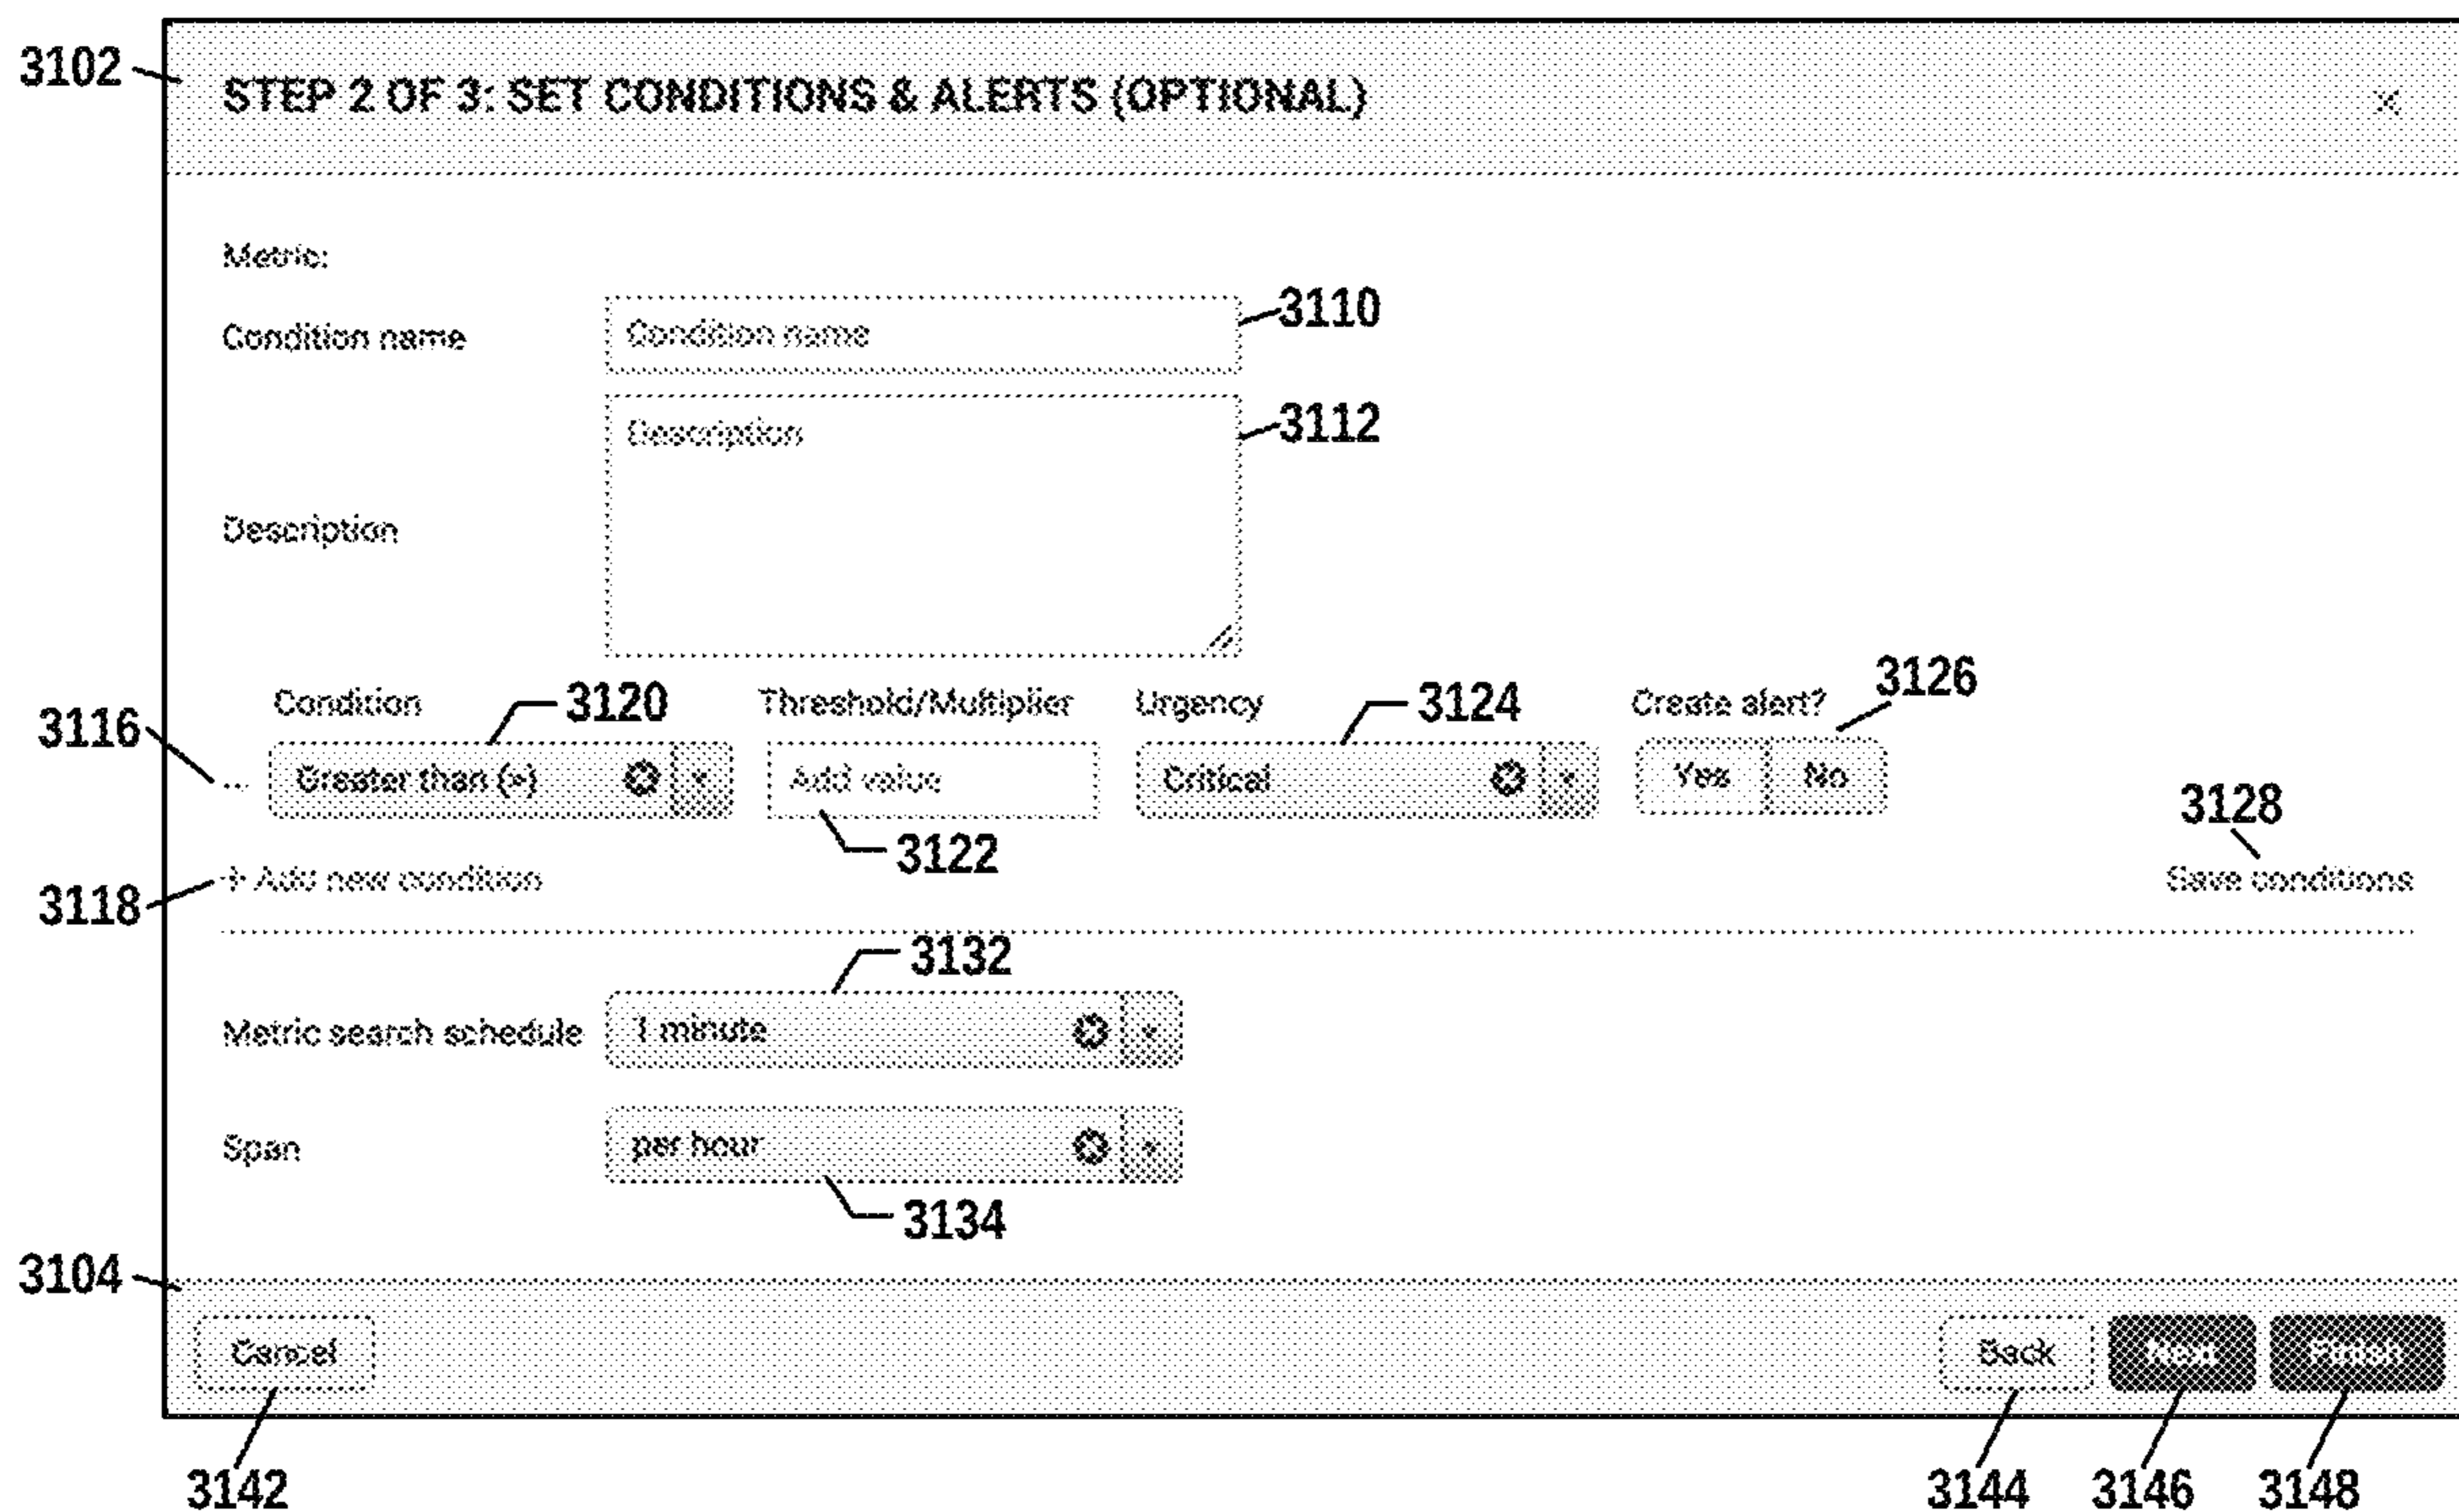 3102
STEP 2 OF 3: SET CONDITIONS & ALERTS (OPTIONAL) ×
Metric:
3110
Condition name Condition name
3112
Description
Description
3126
Condition 3120 Threshold/Multiplier Urgency 3124 Create alert?
3116
... Greater than (>) Add value Critical Yes No
3128
3122
3118 + Add new condition Save conditions
3132
Metric search schedule 1 minute
Span per hour
3134
3104
Cancel Back Next Finish
3142 3144 3146 3148